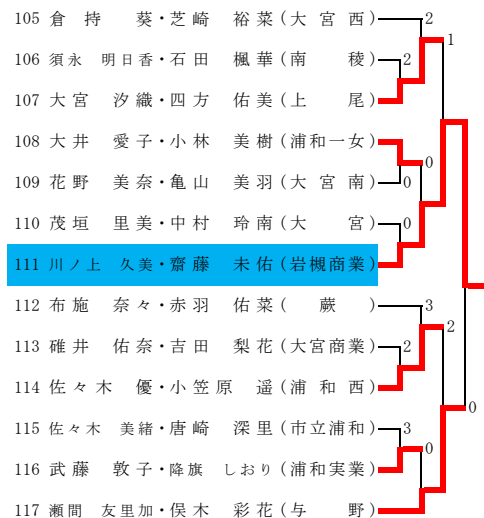 105 倉持 葵・芝崎 裕菜(大宮西) 2
1
106 須永 明日香・石田 楓華(南稜) 2
107 大宮 汐織・四方 佑美(上尾)
108 大井 愛子・小林 美樹(浦和一女)
0
109 花野 美奈・亀山 美羽(大宮南) 0
110 茂垣 里美・中村 玲南(大宮) 0
111 川ノ上 久美・齋藤 未佑(岩槻商業)
112 布施 奈々・赤羽 佑菜(蕨) 3
2
113 碓井 佑奈・吉田 梨花(大宮商業) 2
114 佐々木 優・小笠原 遥(浦和西)
0
115 佐々木 美緒・唐崎 深里(市立浦和) 3
0
116 武藤 敦子・降旗 しおり(浦和実業)
117 瀬間 友里加・俣木 彩花(与野)